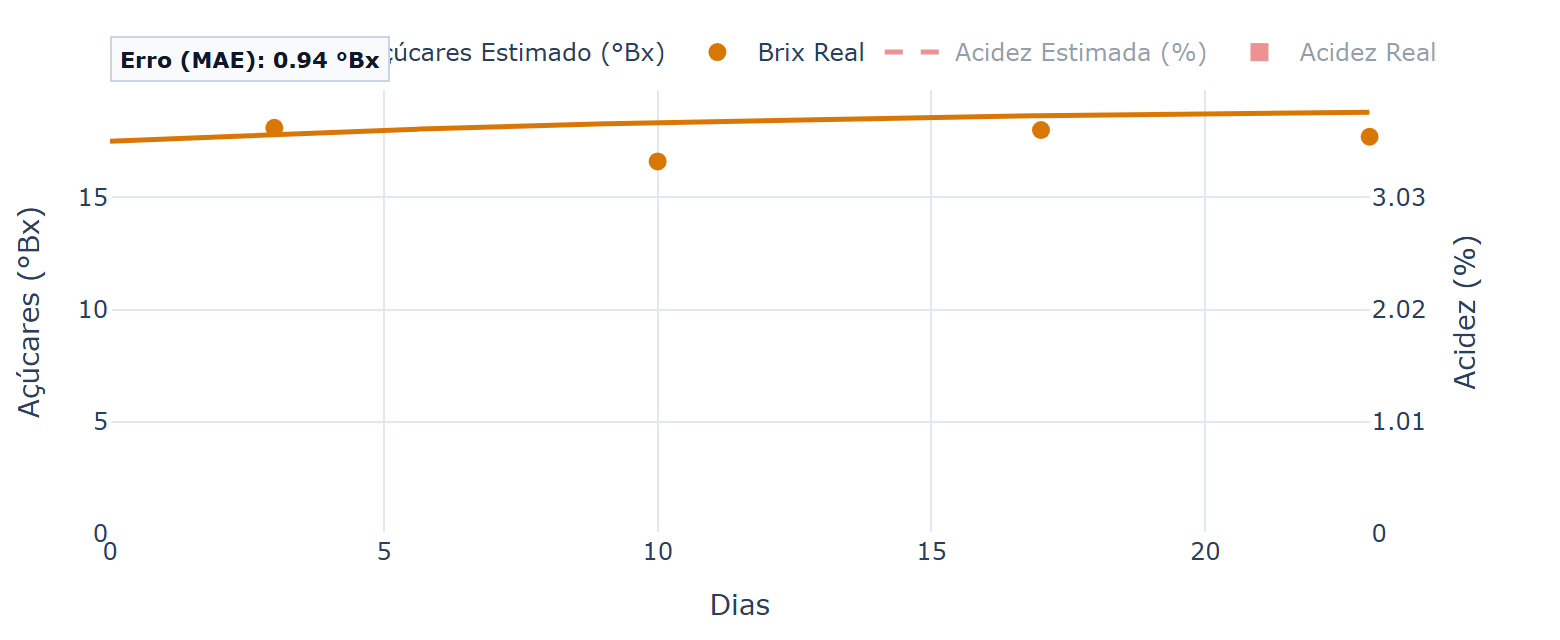 Erro (MAE): 0.94 °Bx
çúcares Estimado (°Bx)
Brix Real
Acidez Estimada (%)
Acidez Real
15
10
5
0
Açúcares (°Bx)
3.03
2.02
1.01
0
Acidez (%)
0
5
10
15
20
Dias